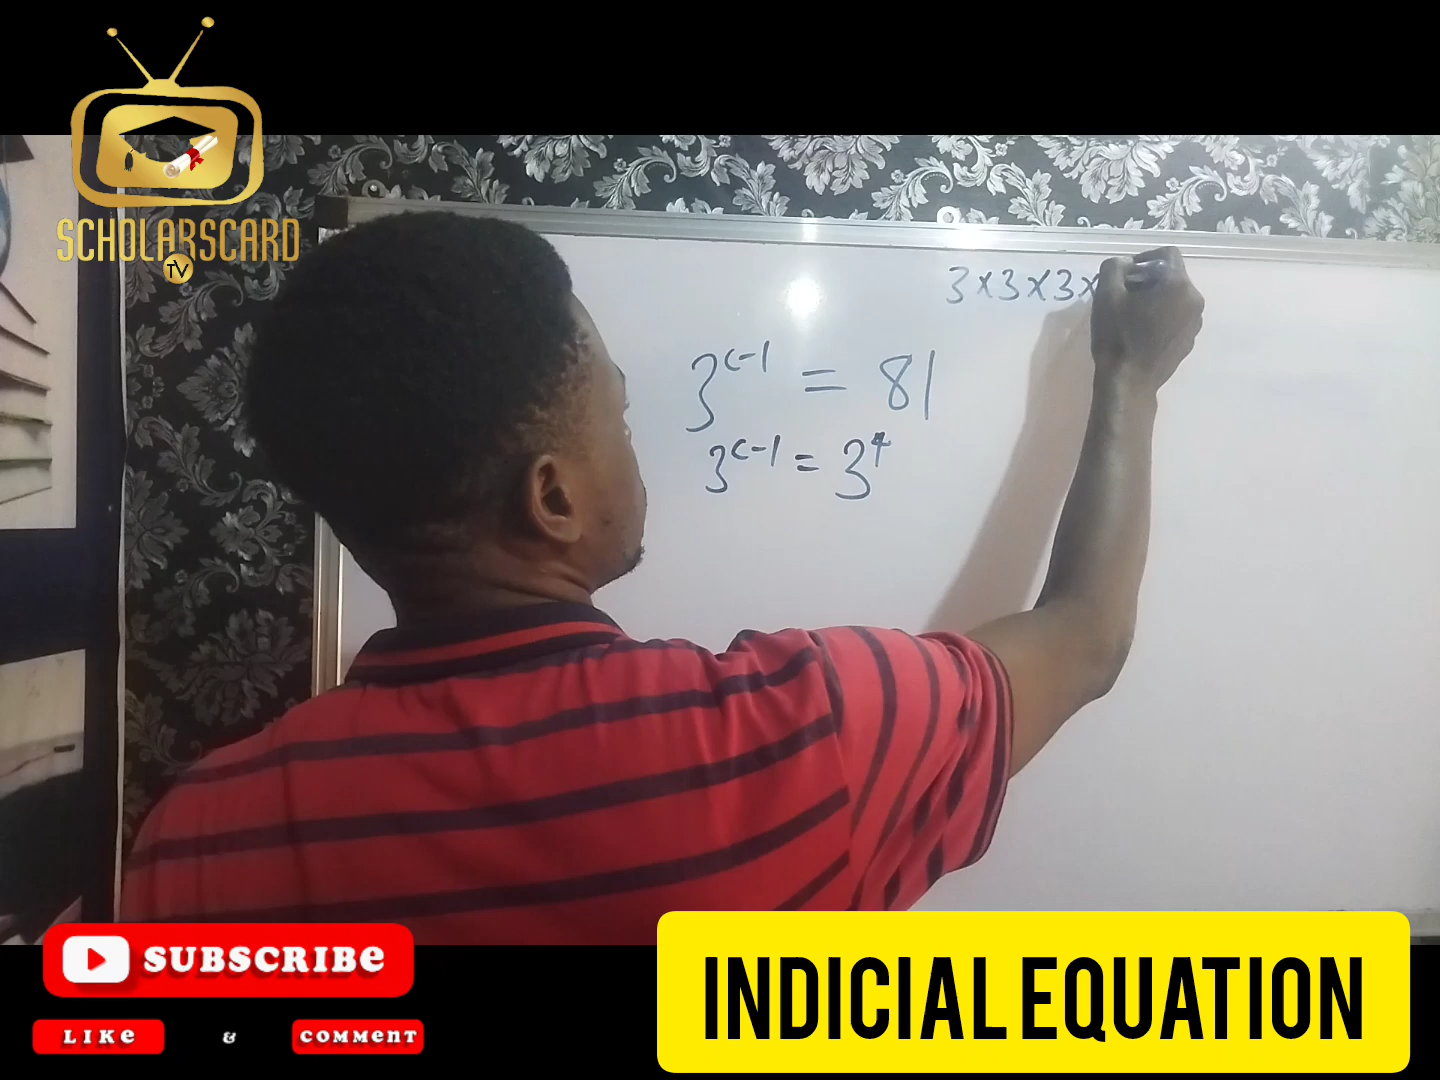 SCHOLARSCARD
TV
3×3×3×
3^{c-1} = 81
3^{c-1} = 3^4
SUBSCRIBE
LIKE & COMMENT
INDICIAL EQUATION